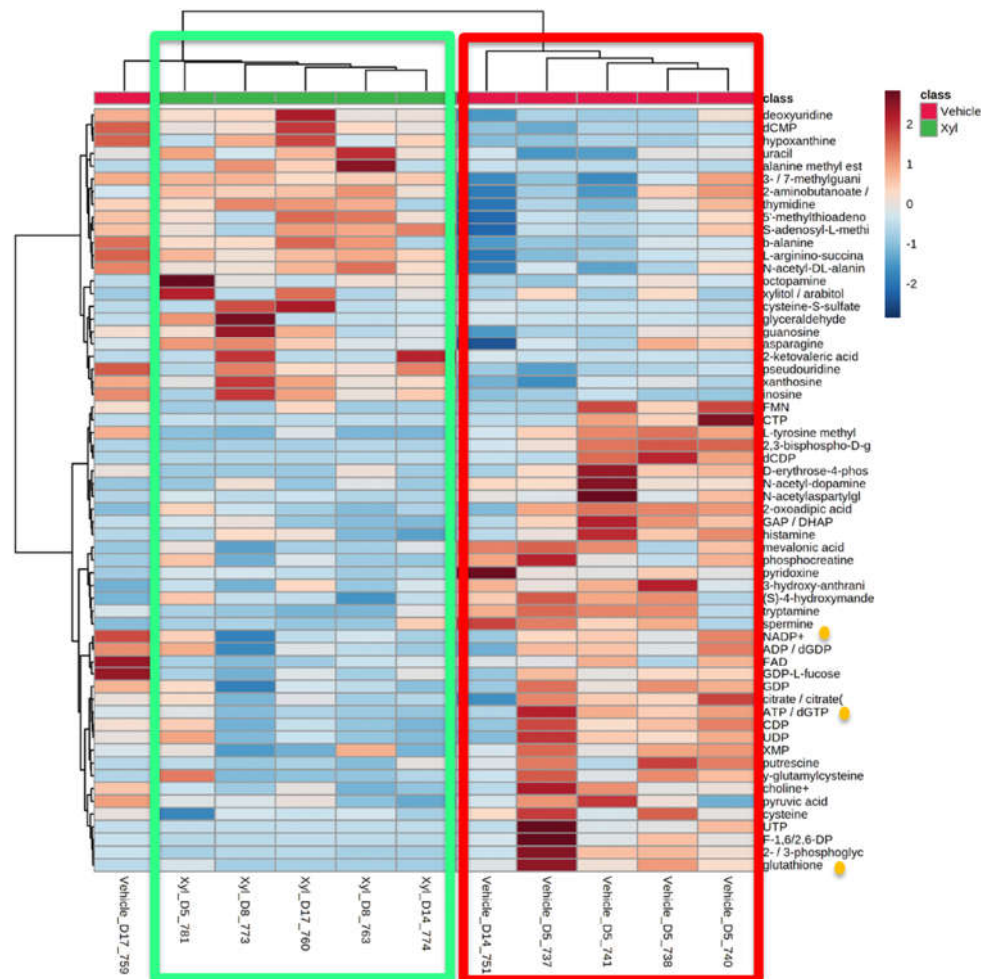 class
class
Vehicle
Xyl
2
1
0
-1
-2
deoxyuridine
dCMP
hypoxanthine
uracil
alanine methyl est
3- / 7-methylguani
2-aminobutanoate /
thymidine
5'-methylthioadeno
S-adenosyl-L-methi
b-alanine
L-arginino-succina
N-acetyl-DL-alanin
octopamine
xylitol / arabitol
cysteine-S-sulfate
glyceraldehyde
guanosine
asparagine
2-ketovaleric acid
pseudouridine
xanthosine
inosine
FMN
CTP
L-tyrosine methyl
2,3-bisphospho-D-g
dCDP
D-erythrose-4-phos
N-acetyl-dopamine
N-acetylaspartylgl
2-oxoadipic acid
GAP / DHAP
histamine
mevalonic acid
phosphocreatine
pyridoxine
3-hydroxy-anthrani
(S)-4-hydroxymande
tryptamine
spermine
NADP+
ADP / dGDP
FAD
GDP-L-fucose
GDP
citrate / citrate(
ATP / dGTP
CDP
UDP
XMP
putrescine
y-glutamylcysteine
choline+
pyruvic acid
cysteine
UTP
F-1,6/2,6-DP
2- / 3-phosphoglyc
glutathione
Vehicle_D17_759
Xyl_D5_781
Xyl_D8_773
Xyl_D17_760
Xyl_D8_763
Xyl_D14_774
Vehicle_D14_751
Vehicle_D5_737
Vehicle_D5_741
Vehicle_D5_738
Vehicle_D5_740